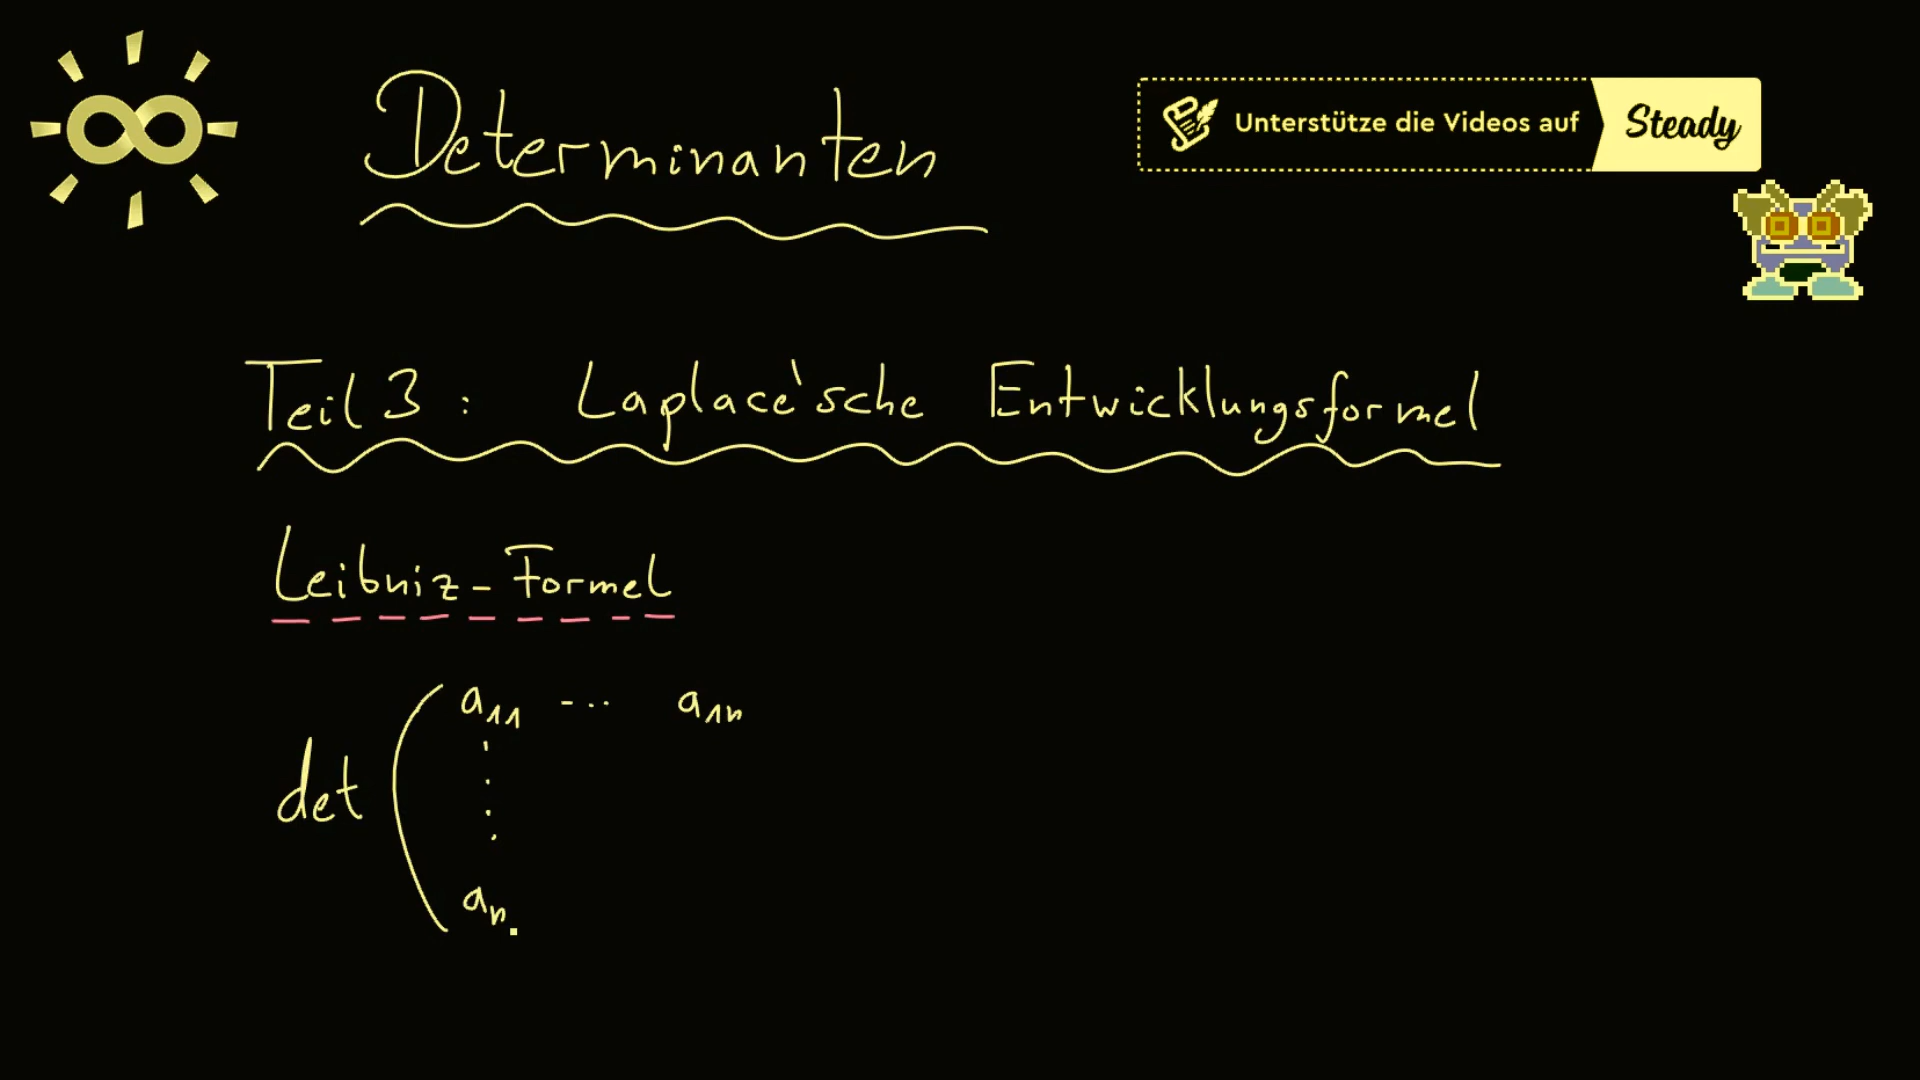 Determinanten
Unterstütze die Videos auf Steady
Teil 3: Laplace'sche Entwicklungsformel
Leibniz-Formel
a₁₁ ... a₁ₙ
det (
aₙ